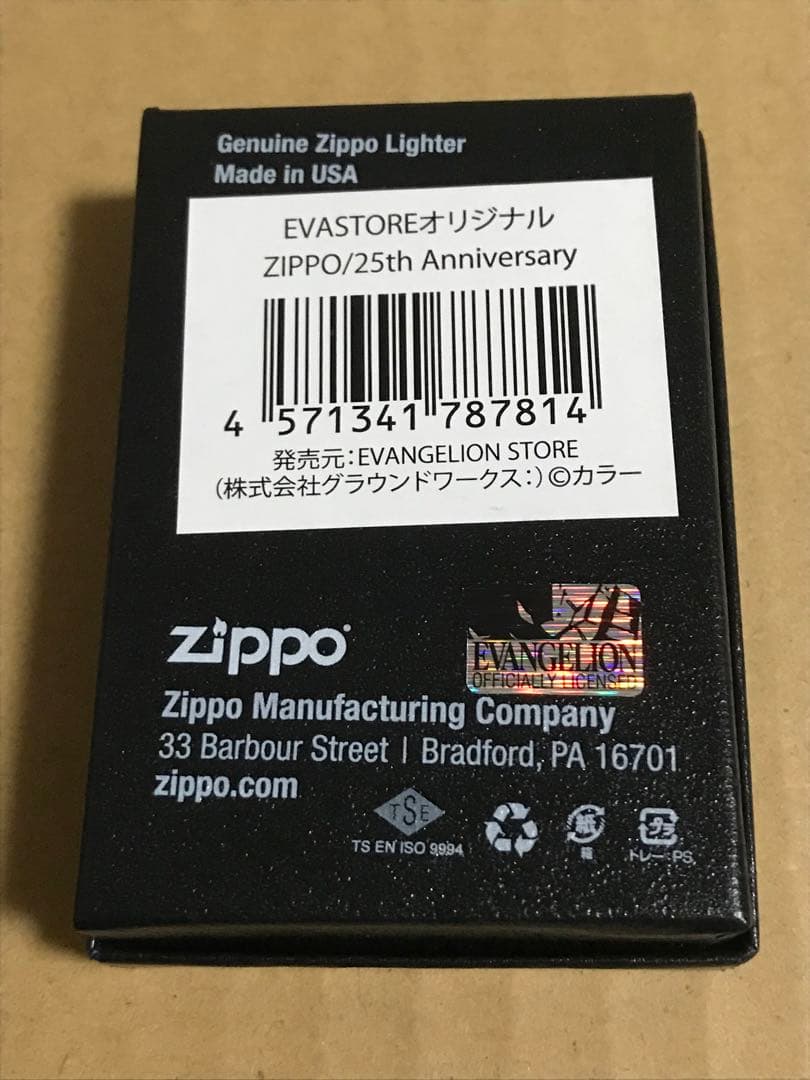 Genuine Zippo Lighter
Made in USA
EVASTOREオリジナル
ZIPPO/25th Anniversary
4 571341 787814
発売元：EVANGELION STORE
（株式会社グラウンドワークス：）©カラー
zippo
EVANGELION
OFFICIALLY LICENSED
Zippo Manufacturing Company
33 Barbour Street | Bradford, PA 16701
zippo.com
TSE
TS EN ISO 9994
紙
箱
プラ
トレー：PS